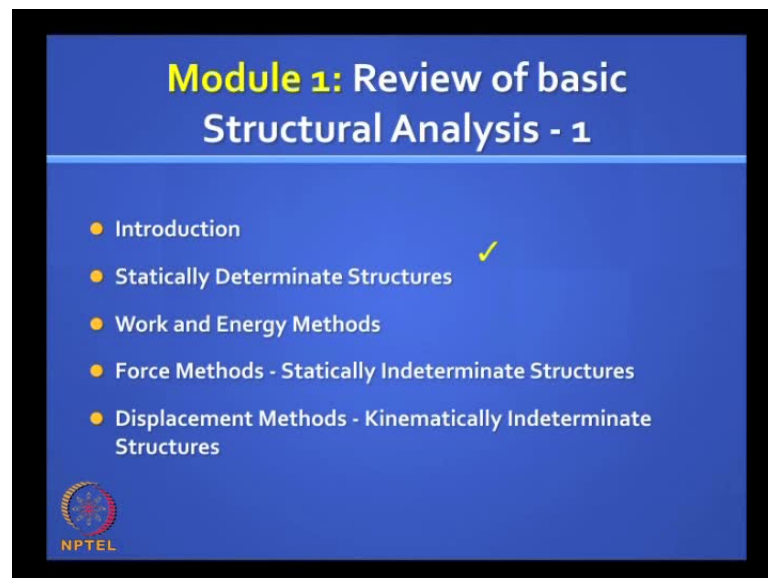 Module 1: Review of basic
Structural Analysis - 1
Introduction
Statically Determinate Structures
Work and Energy Methods
Force Methods - Statically Indeterminate Structures
Displacement Methods - Kinematically Indeterminate
Structures
NPTEL